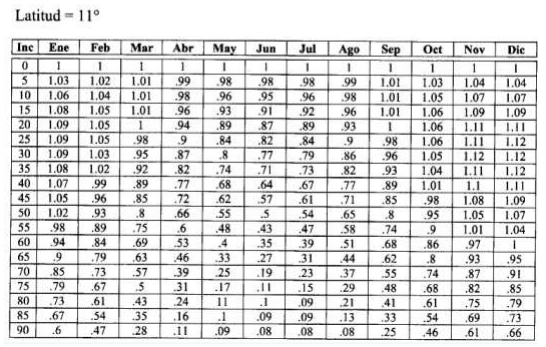 Latitud = 11°
Inc Ene Feb Mar Abr May Jun Jul Ago Sep Oct Nov Dic
0 1 1 1 1 1 1 1 1 1 1 1 1
5 1.03 1.02 1.01 .99 .98 .98 .98 .99 1.01 1.03 1.04 1.04
10 1.06 1.04 1.01 .98 .96 .95 .96 .98 1.01 1.05 1.07 1.07
15 1.08 1.05 1.01 .96 .93 .91 .92 .96 1.01 1.06 1.09 1.09
20 1.09 1.05 1 .94 .89 .87 .89 .93 1 1.06 1.11 1.11
25 1.09 1.05 .98 .9 .84 .82 .84 .9 .98 1.06 1.11 1.12
30 1.09 1.03 .95 .87 .8 .77 .79 .86 .96 1.05 1.12 1.12
35 1.08 1.02 .92 .82 .74 .71 .73 .82 .93 1.04 1.11 1.12
40 1.07 .99 .89 .77 .68 .64 .67 .77 .89 1.01 1.1 1.11
45 1.05 .96 .85 .72 .62 .57 .61 .71 .85 .98 1.08 1.09
50 1.02 .93 .8 .66 .55 .5 .54 .65 .8 .95 1.05 1.07
55 .98 .89 .75 .6 .48 .43 .47 .58 .74 .9 1.01 1.04
60 .94 .84 .69 .53 .4 .35 .39 .51 .68 .86 .97 1
65 .9 .79 .63 .46 .33 .27 .31 .44 .62 .8 .93 .95
70 .85 .73 .57 .39 .25 .19 .23 .37 .55 .74 .87 .91
75 .79 .67 .5 .31 .17 .11 .15 .29 .48 .68 .82 .85
80 .73 .61 .43 .24 11 .1 .09 .21 .41 .61 .75 .79
85 .67 .54 .35 .16 .1 .09 .09 .13 .33 .54 .69 .73
90 .6 .47 .28 .11 .09 .08 .08 .08 .25 .46 .61 .66